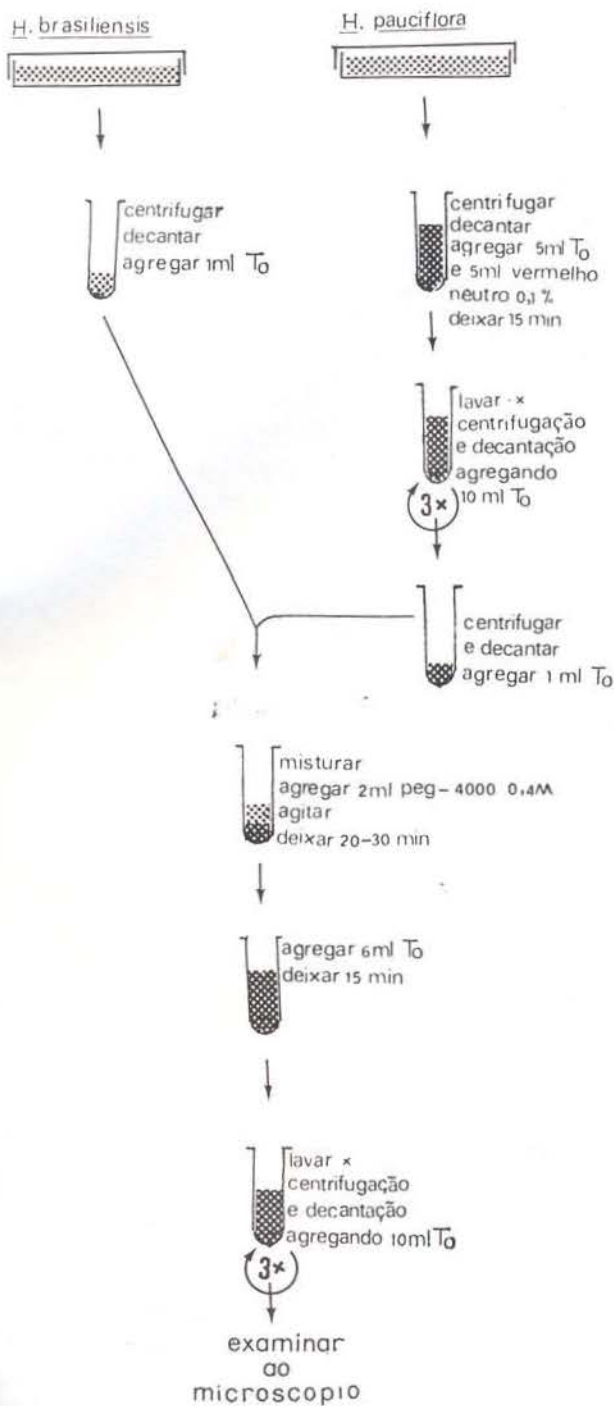 H. brasiliensis
H. pauciflora
centrifugar
decantar
agregar 1ml To
centrifugar
decantar
agregar 5ml To
e 5ml vermelho
neutro 0,1 %
deixar 15 min
lavar ×
centrifugação
e decantação
agregando
10 ml To
3×
centrifugar
e decantar
agregar 1 ml To
misturar
agregar 2ml peg-4000 0,4M
agitar
deixar 20-30 min
agregar 6ml To
deixar 15 min
lavar ×
centrifugação
e decantação
agregando 10ml To
3×
examinar
ao
microscopio